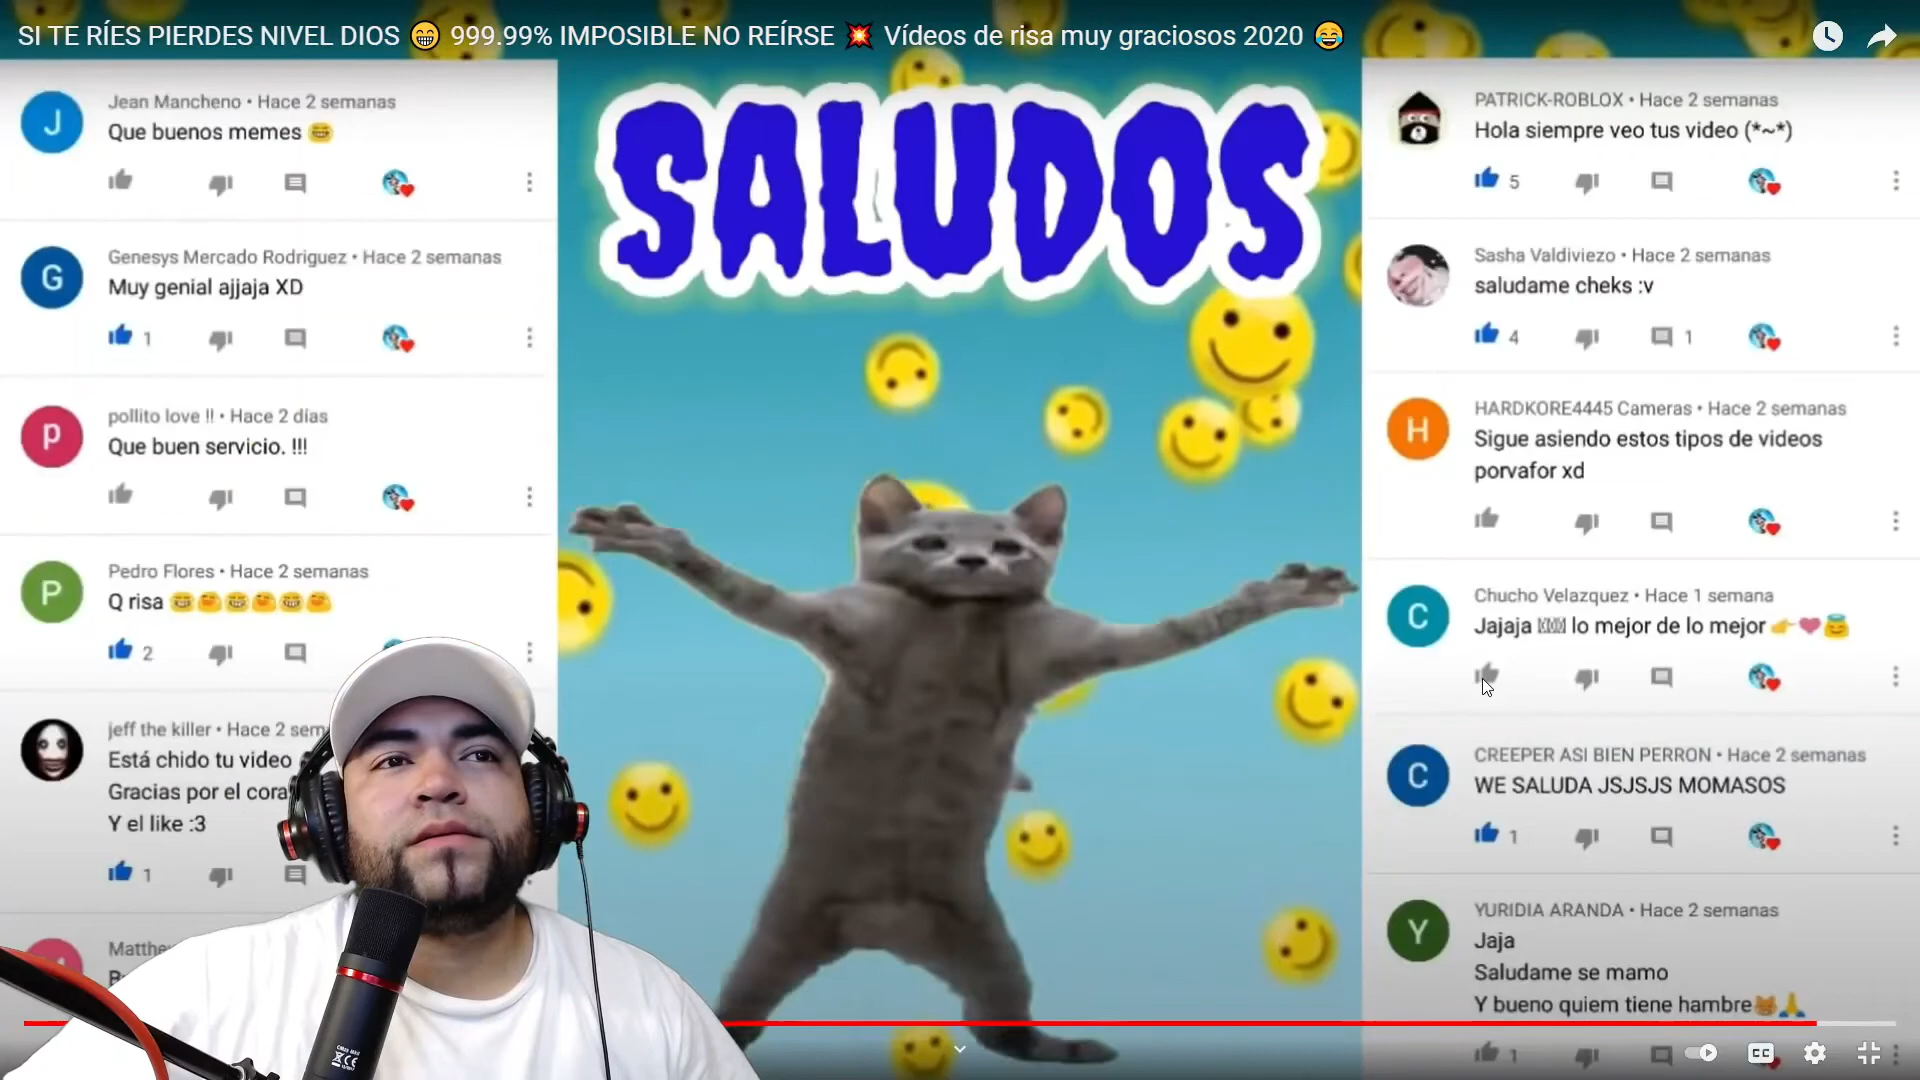 SI TE RÍES PIERDES NIVEL DIOS 😁 999.99% IMPOSIBLE NO REÍRSE 💥 Vídeos de risa muy graciosos 2020 😂
SALUDOS
Jean Mancheno • Hace 2 semanas
Que buenos memes 😁
Genesys Mercado Rodriguez • Hace 2 semanas
Muy genial ajjaja XD
1
pollito love !! • Hace 2 días
Que buen servicio. !!!
Pedro Flores • Hace 2 semanas
Q risa
2
jeff the killer • Hace 2 sem
Está chido tu video
Gracias por el cora
Y el like :3
1
Matthe
PATRICK-ROBLOX • Hace 2 semanas
Hola siempre veo tus video (*~*)
5
Sasha Valdiviezo • Hace 2 semanas
saludame cheks :v
4 1
HARDKORE4445 Cameras • Hace 2 semanas
Sigue asiendo estos tipos de videos
porvafor xd
Chucho Velazquez • Hace 1 semana
Jajaja lo mejor de lo mejor 👉❤😇
CREEPER ASI BIEN PERRON • Hace 2 semanas
WE SALUDA JSJSJS MOMASOS
1
YURIDIA ARANDA • Hace 2 semanas
Jaja
Saludame se mamo
Y bueno quiem tiene hambre🐱🙏
1
J
G
p
P
H
C
C
Y
CC
CE